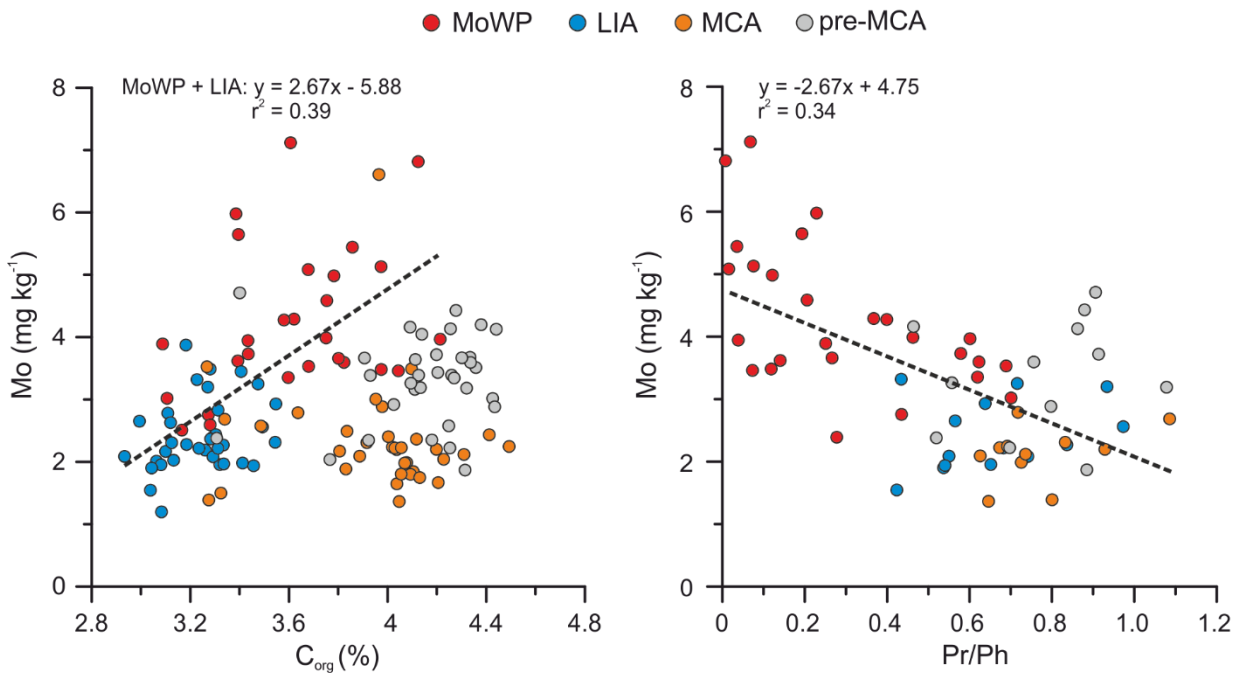 MoWP LIA MCA pre-MCA
MoWP + LIA: y = 2.67x - 5.88
r² = 0.39
8
6
4
2
0
Mo (mg kg⁻¹)
2.8 3.2 3.6 4 4.4 4.8
C_org (%)
y = -2.67x + 4.75
r² = 0.34
8
6
4
2
0
Mo (mg kg⁻¹)
0 0.2 0.4 0.6 0.8 1.0 1.2
Pr/Ph